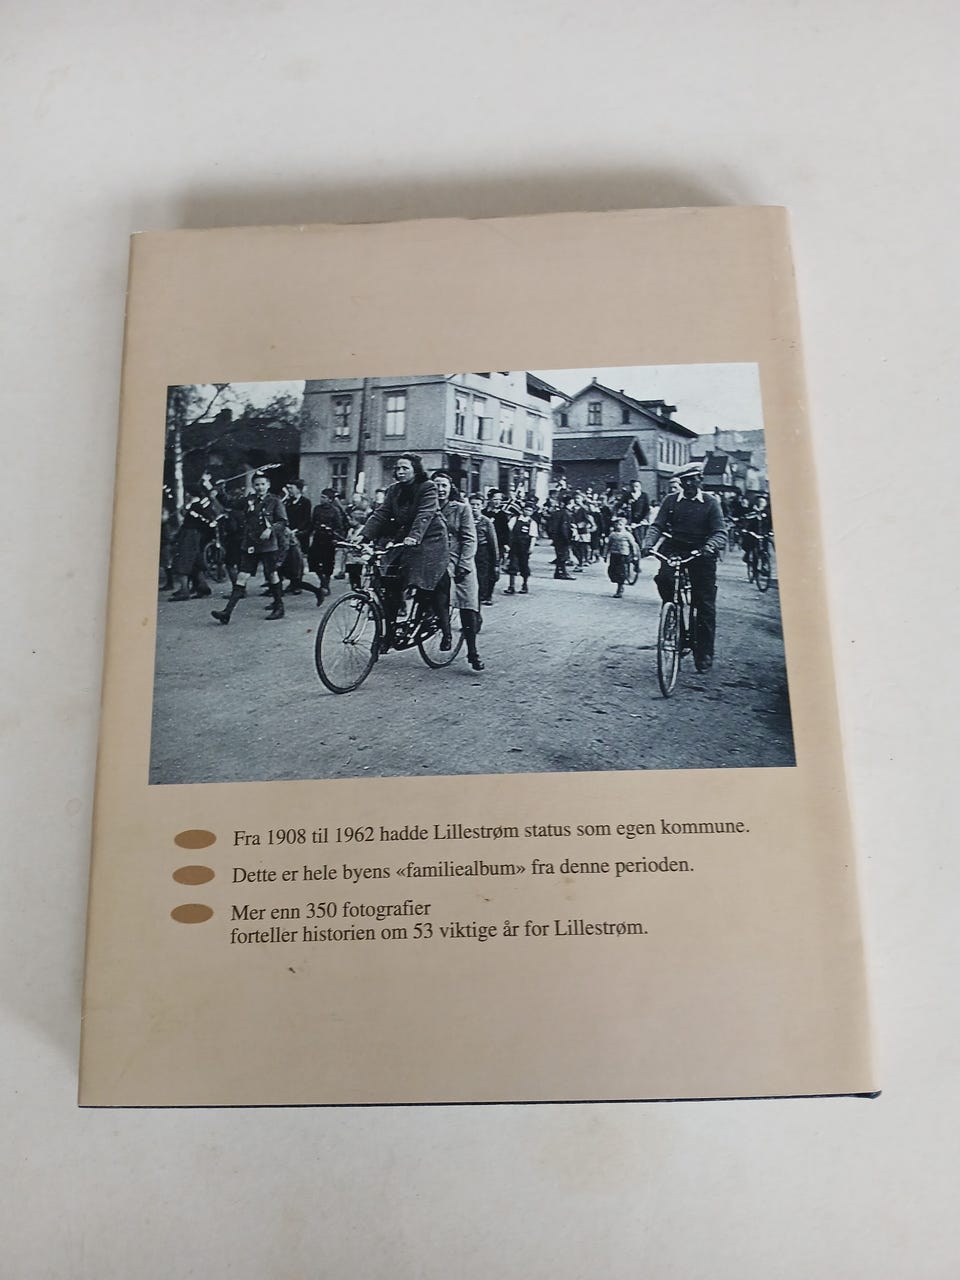 Fra 1908 til 1962 hadde Lillestrøm status som egen kommune.
Dette er hele byens «familiealbum» fra denne perioden.
Mer enn 350 fotografier
forteller historien om 53 viktige år for Lillestrøm.